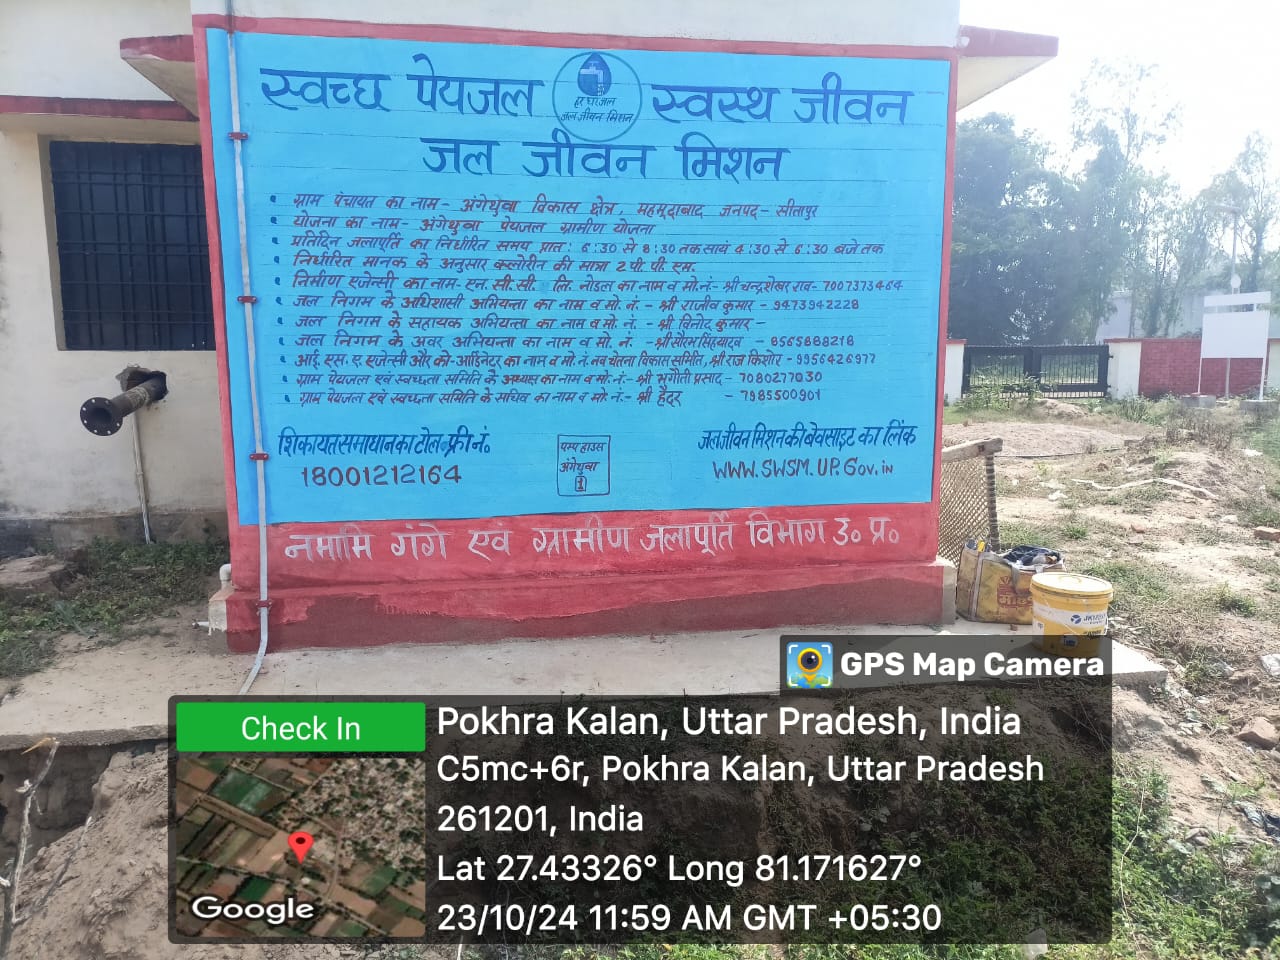 स्वच्छ पेयजल हर घर जल जल जीवन मिशन स्वस्थ जीवन
जल जीवन मिशन
• ग्राम पंचायत का नाम- अंगेथुवा विकास क्षेत्र, महमूदाबाद जनपद- सीतापुर
• योजना का नाम- अंगेथुवा पेयजल ग्रामीण योजना
• प्रतिदिन जलापूर्ति का निर्धारित समय प्रात: 6:30 से 8:30 तक सायं 4:30 से 6:30 बजे तक
• निर्धारित मानक के अनुसार क्लोरीन की मात्रा 2 पी. पी. एम.
• निर्माण एजेन्सी का नाम- एन. सी. सी. लि. नोडल का नाम व मो. नं- श्री चन्द्रशेखर राव- 7007373464
• जल निगम के अधिशासी अभियन्ता का नाम व मो. नं.- श्री राजीव कुमार - 9473942228
• जल निगम के सहायक अभियन्ता का नाम व मो. नं. - श्री विनोद कुमार -
• जल निगम के अवर अभियन्ता का नाम व मो. नं. - श्री सौरभ सिंह यादव - 8565888218
• आई. एस. ए. एजेन्सी और को-आर्डिनेटर का नाम व मो. नं. नव चेतना विकास समिति, श्री राज किशोर - 9956426977
• ग्राम पेयजल एवं स्वच्छता समिति के अध्यक्ष का नाम व मो. नं.- श्री भुगौती प्रसाद - 7080277030
• ग्राम पेयजल एवं स्वच्छता समिति के सचिव का नाम व मो. नं.- श्री हैदर - 7985500901
शिकायत समाधान का टोल फ्री नं.
18001212164
पम्प हाउस
अंगेथुवा
1
जल जीवन मिशन की बेवसाइट का लिंक
WWW.SWSM.UP.Gov.in
नमामि गंगे एवं ग्रामीण जलापूर्ति विभाग उ० प्र०
GPS Map Camera
Check In
Pokhra Kalan, Uttar Pradesh, India
C5mc+6r, Pokhra Kalan, Uttar Pradesh
261201, India
Lat 27.43326° Long 81.171627°
23/10/24 11:59 AM GMT +05:30
Google